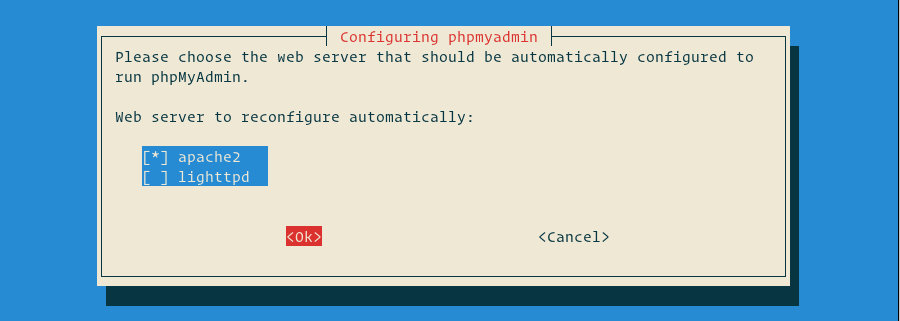 Configuring phpmyadmin
Please choose the web server that should be automatically configured to
run phpMyAdmin.
Web server to reconfigure automatically:
[*] apache2
[ ] lighttpd
<Ok> <Cancel>